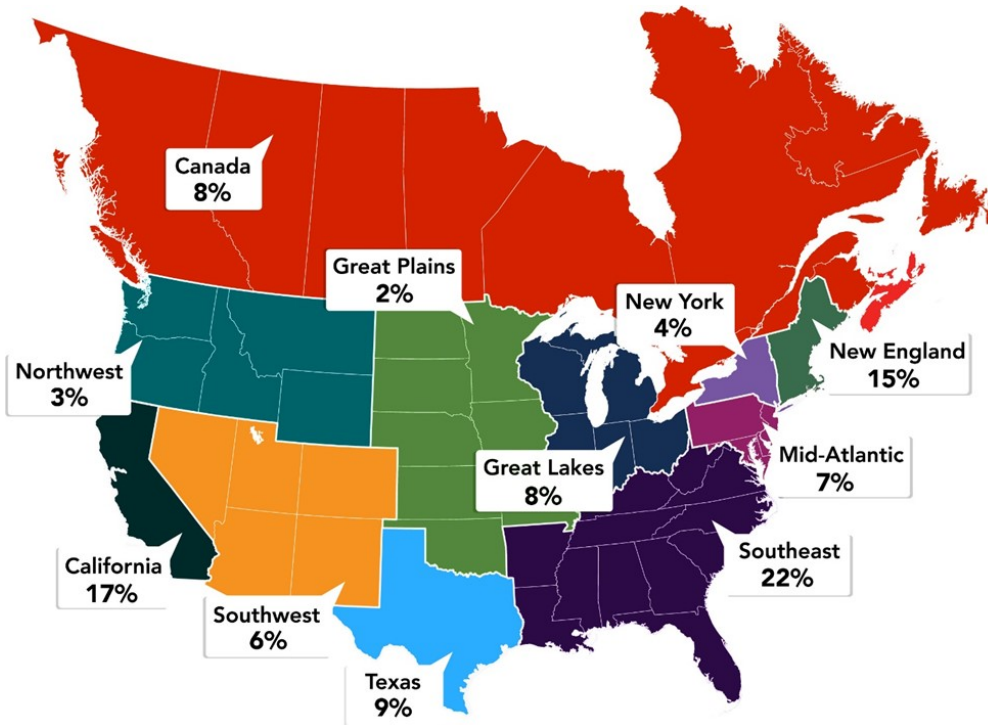 Canada
8%
Great Plains
2%
New York
4%
New England
15%
Northwest
3%
Great Lakes
8%
Mid-Atlantic
7%
California
17%
Southeast
22%
Southwest
6%
Texas
9%